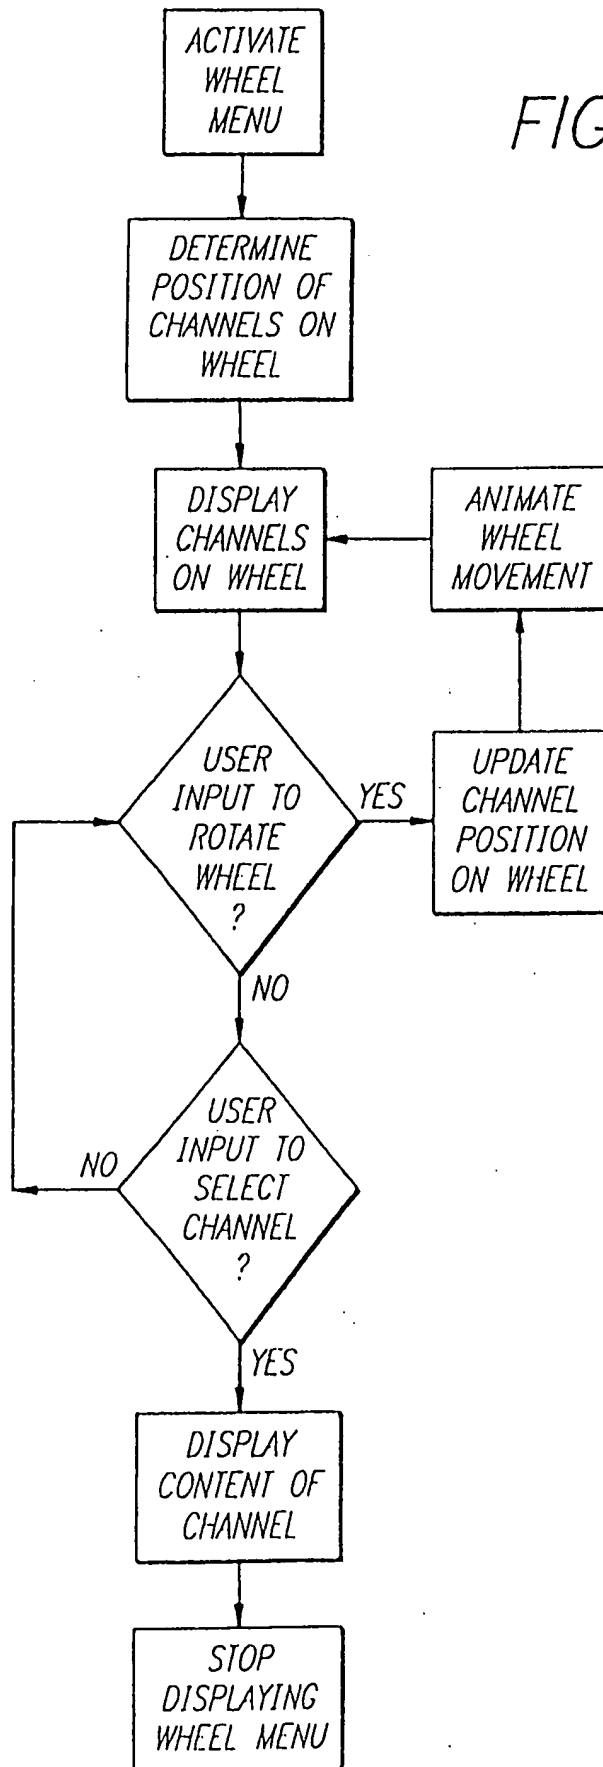 ACTIVATE
WHEEL
MENU
FIG
DETERMINE
POSITION OF
CHANNELS ON
WHEEL
DISPLAY
CHANNELS
ON WHEEL
ANIMATE
WHEEL
MOVEMENT
USER
INPUT TO
ROTATE
WHEEL
?
YES
UPDATE
CHANNEL
POSITION
ON WHEEL
NO
USER
INPUT TO
SELECT
CHANNEL
?
NO
YES
DISPLAY
CONTENT OF
CHANNEL
STOP
DISPLAYING
WHEEL MENU